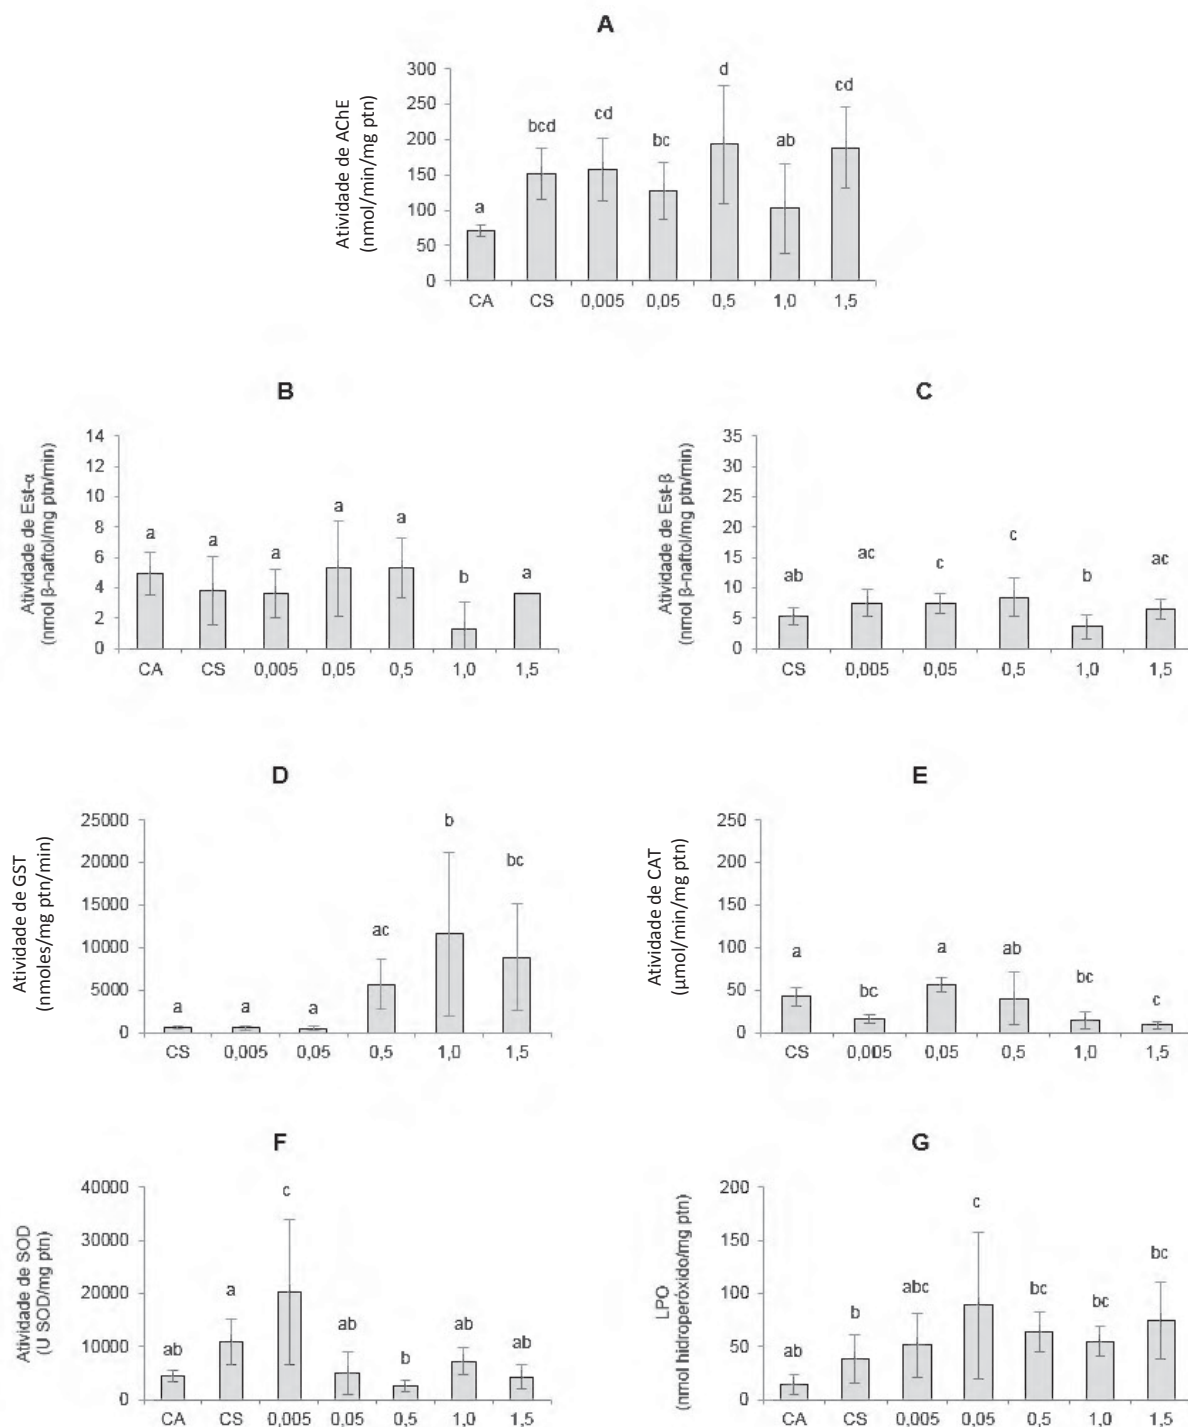 A
Atividade de AChE
(nmol/min/mg ptn)
300
250
200
150
100
50
0
a
bcd
cd
bc
d
ab
cd
CA CS 0,005 0,05 0,5 1,0 1,5
B
Atividade de Est-α
(nmol β-naftol/mg ptn/min)
14
12
10
8
6
4
2
0
a
a
a
a
a
b
a
CA CS 0,005 0,05 0,5 1,0 1,5
C
Atividade de Est-β
(nmol β-naftol/mg ptn/min)
35
30
25
20
15
10
5
0
ab
ac
c
c
b
ac
CS 0,005 0,05 0,5 1,0 1,5
D
Atividade de GST
(nmoles/mg ptn/min)
25000
20000
15000
10000
5000
0
a
a
a
ac
b
bc
CS 0,005 0,05 0,5 1,0 1,5
E
Atividade de CAT
(µmol/min/mg ptn)
250
200
150
100
50
0
a
bc
a
ab
bc
c
CS 0,005 0,05 0,5 1,0 1,5
F
Atividade de SOD
(U SOD/mg ptn)
40000
30000
20000
10000
0
ab
a
c
ab
b
ab
ab
CA CS 0,005 0,05 0,5 1,0 1,5
G
LPO
(nmol hidroperóxido/mg ptn)
200
150
100
50
0
ab
b
abc
c
bc
bc
bc
CA CS 0,005 0,05 0,5 1,0 1,5